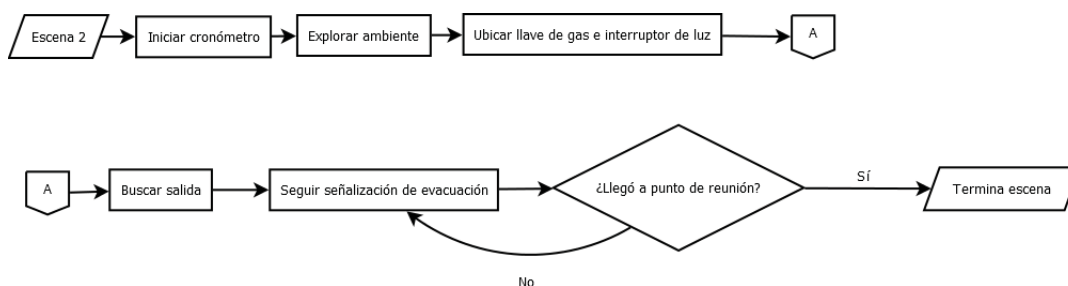 Escena 2
Iniciar cronómetro
Explorar ambiente
Ubicar llave de gas e interruptor de luz
A
A
Buscar salida
Seguir señalización de evacuación
¿Llegó a punto de reunión?
Sí
Termina escena
No